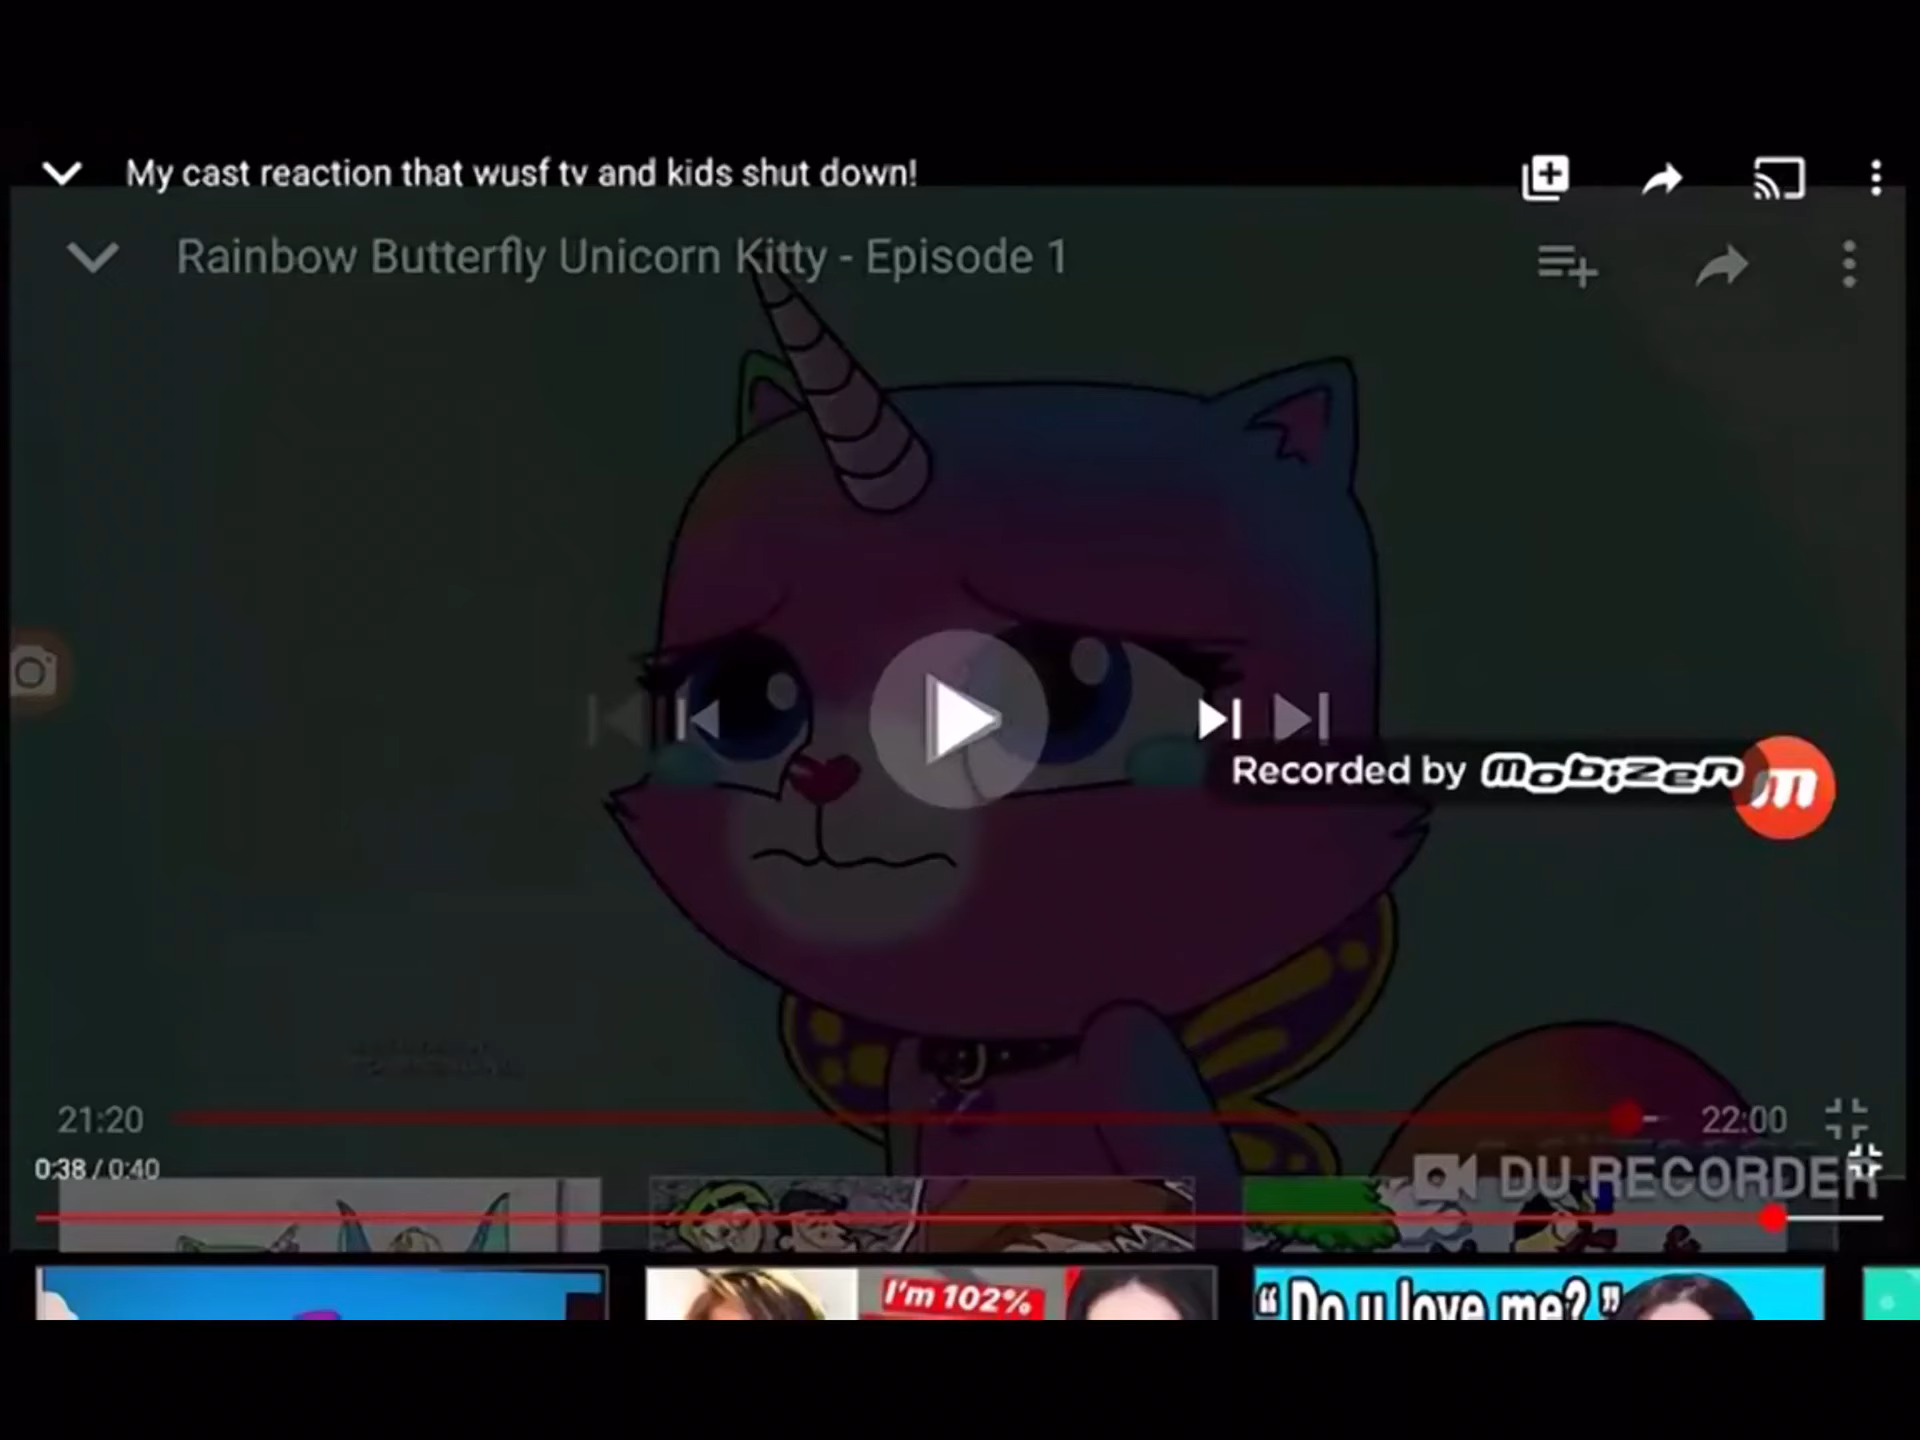 My cast reaction that wusf tv and kids shut down!
Rainbow Butterfly Unicorn Kitty - Episode 1
Recorded by mobizen
21:20
22:00
0:38 / 0:40
DU RECORDER
I'm 102%
“ Do u love me? ”